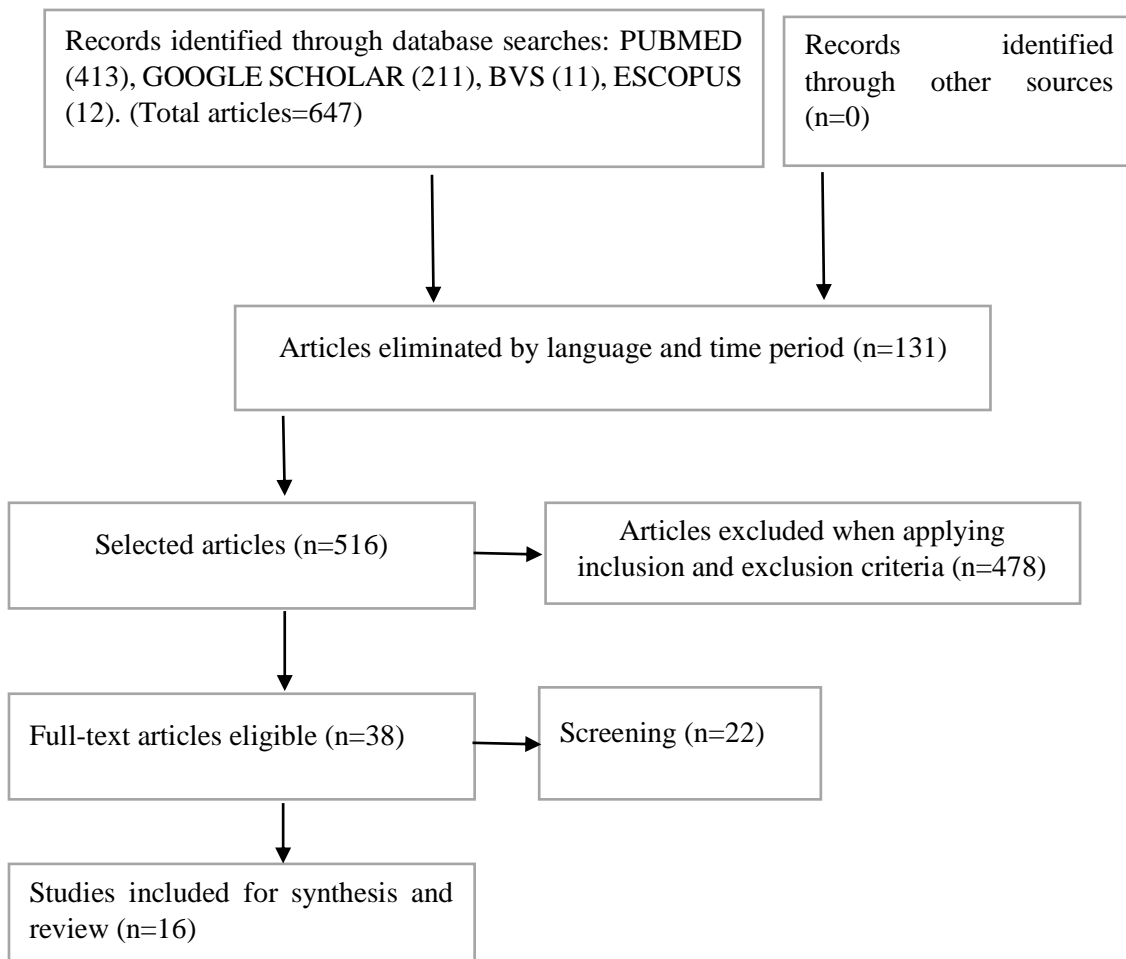 Records identified through database searches: PUBMED
(413), GOOGLE SCHOLAR (211), BVS (11), ESCOPUS
(12). (Total articles=647)
Records identified
through other sources
(n=0)
Articles eliminated by language and time period (n=131)
Selected articles (n=516)
Articles excluded when applying
inclusion and exclusion criteria (n=478)
Full-text articles eligible (n=38)
Screening (n=22)
Studies included for synthesis and
review (n=16)